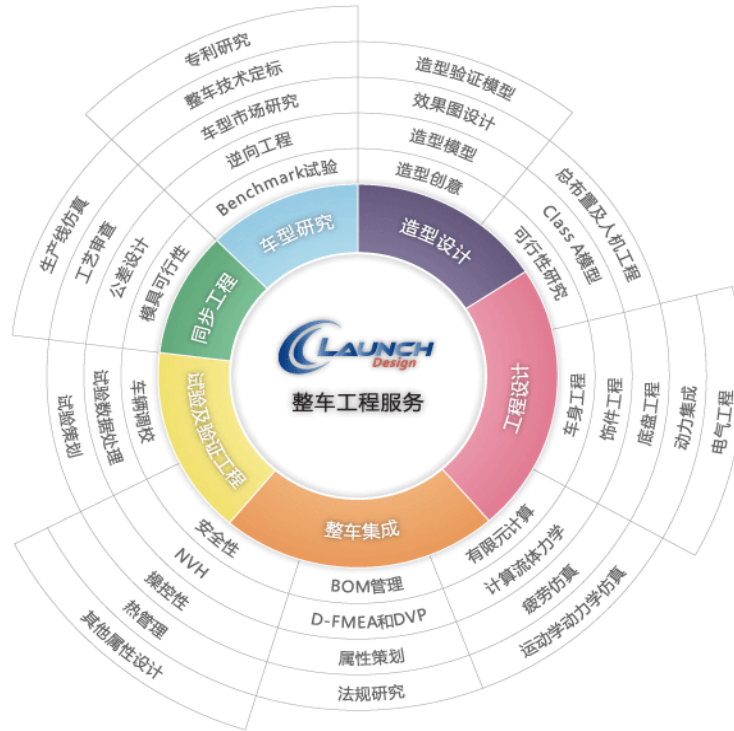 LAUNCH
Design
整车工程服务
车型研究
造型设计
工程设计
整车集成
试验及验证工程
同步工程
专利研究
整车技术定标
车型市场研究
逆向工程
Benchmark试验
造型验证模型
效果图设计
造型模型
造型创意
总布置及人机工程
Class A模型
可行性研究
车身工程
饰件工程
底盘工程
动力集成
电气工程
有限元计算
计算流体力学
疲劳仿真
运动学动力学仿真
BOM管理
D-FMEA和DVP
属性策划
法规研究
安全性
NVH
操控性
热管理
其他属性设计
车辆调校
试验数据处理
试验策划
模具可行性
公差设计
工艺审查
生产线仿真